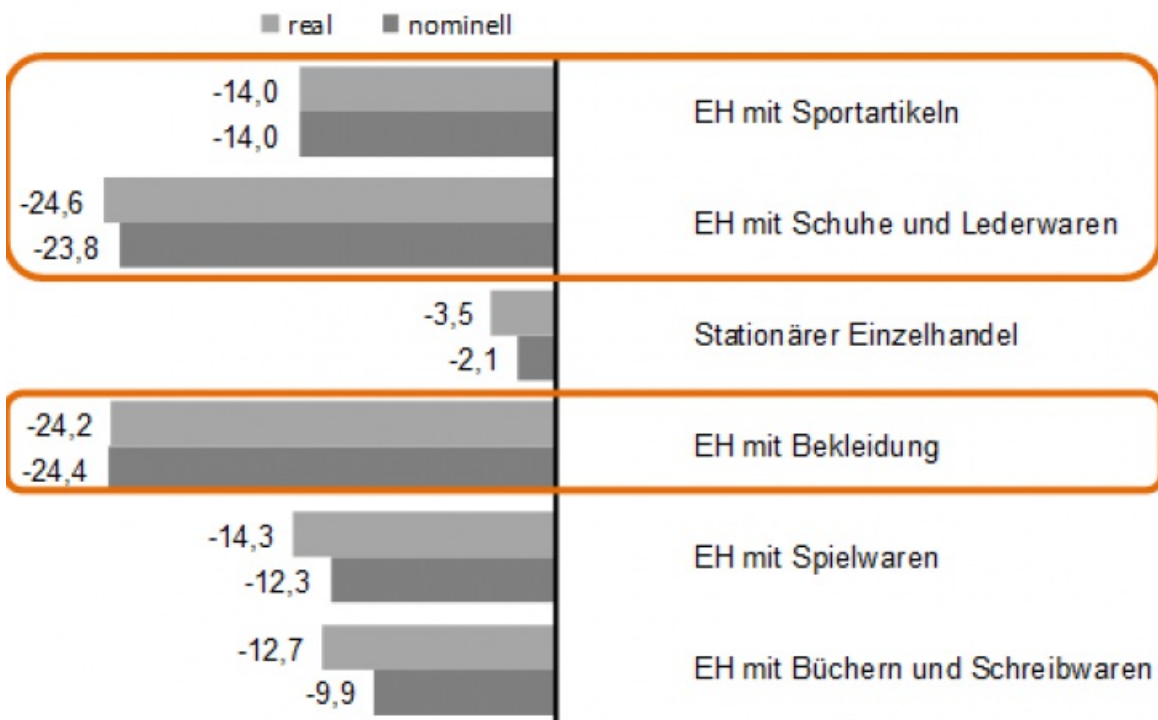 real nominell
-14,0
EH mit Sportartikeln
-14,0
-24,6
EH mit Schuhe und Lederwaren
-23,8
-3,5
Stationärer Einzelhandel
-2,1
-24,2
EH mit Bekleidung
-24,4
-14,3
EH mit Spielwaren
-12,3
-12,7
EH mit Büchern und Schreibwaren
-9,9